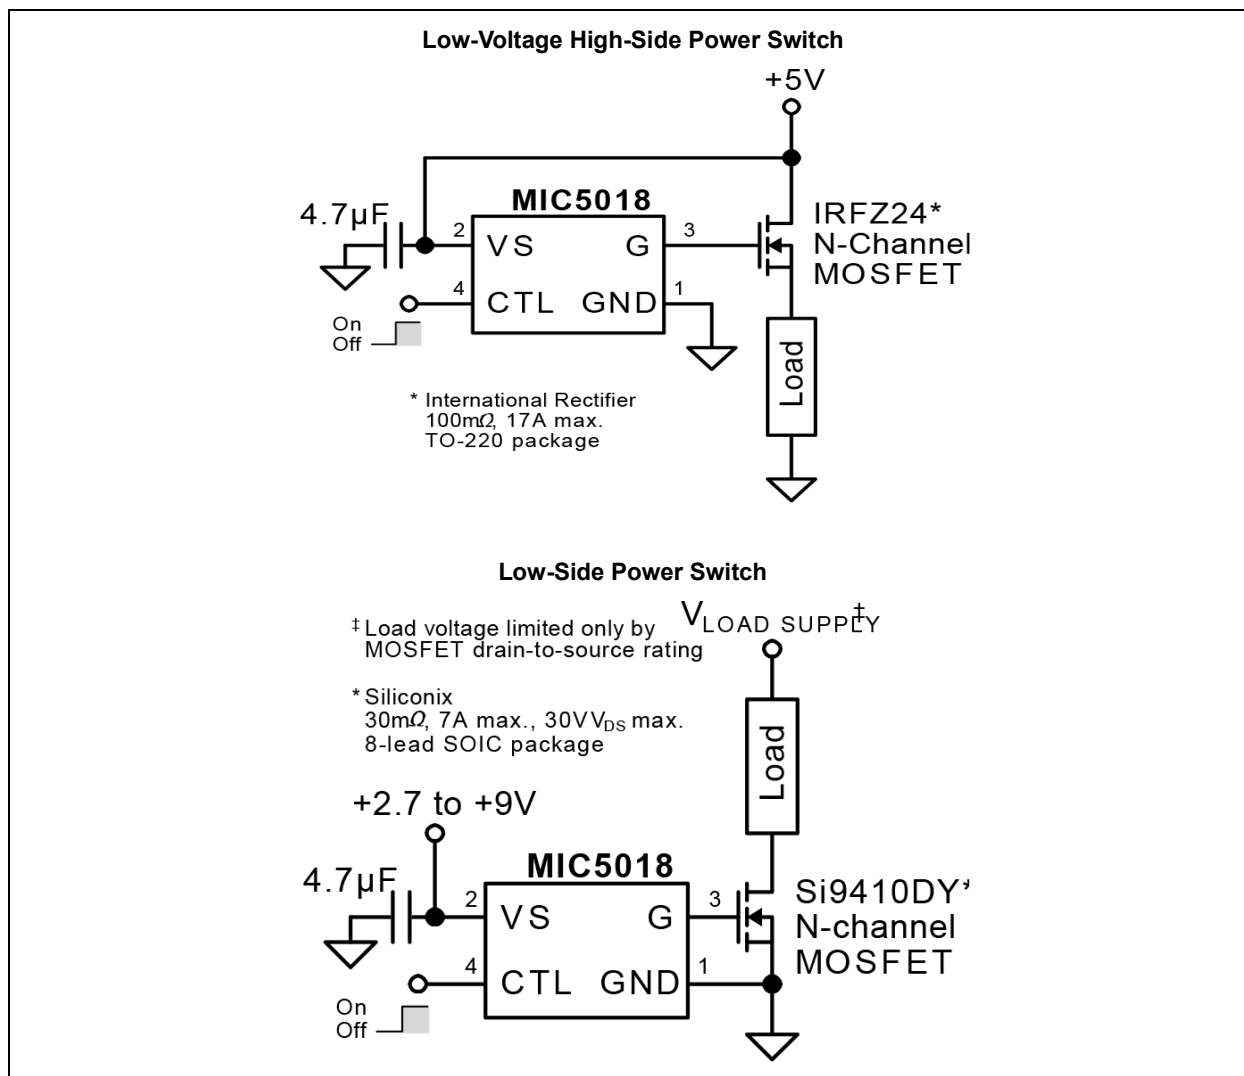 Low-Voltage High-Side Power Switch
+5V
MIC5018
4.7µF
2
VS
G
3
4
CTL
GND
1
On
Off
IRFZ24*
N-Channel
MOSFET
Load
* International Rectifier
100mΩ, 17A max.
TO-220 package
Low-Side Power Switch
‡ Load voltage limited only by
MOSFET drain-to-source rating
VLOAD SUPPLY‡
* Siliconix
30mΩ, 7A max., 30VVDS max.
8-lead SOIC package
Load
+2.7 to +9V
4.7µF
MIC5018
2
VS
G
3
4
CTL
GND
1
On
Off
Si9410DY*
N-channel
MOSFET